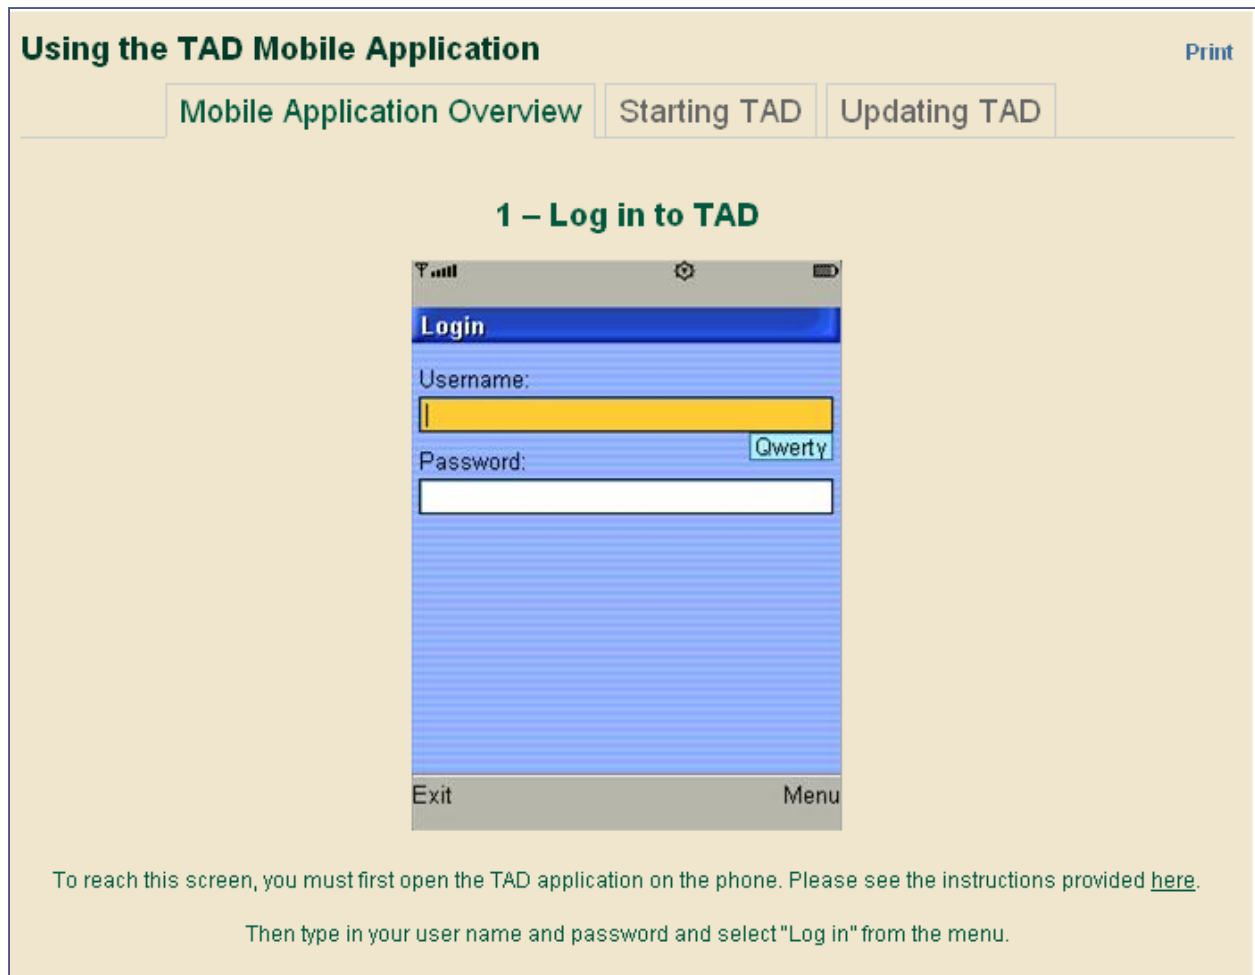 Using the TAD Mobile Application
Print
Mobile Application Overview
Starting TAD
Updating TAD
1 – Log in to TAD
Login
Username:
Qwerty
Password:
Exit
Menu
To reach this screen, you must first open the TAD application on the phone. Please see the instructions provided here.
Then type in your user name and password and select "Log in" from the menu.